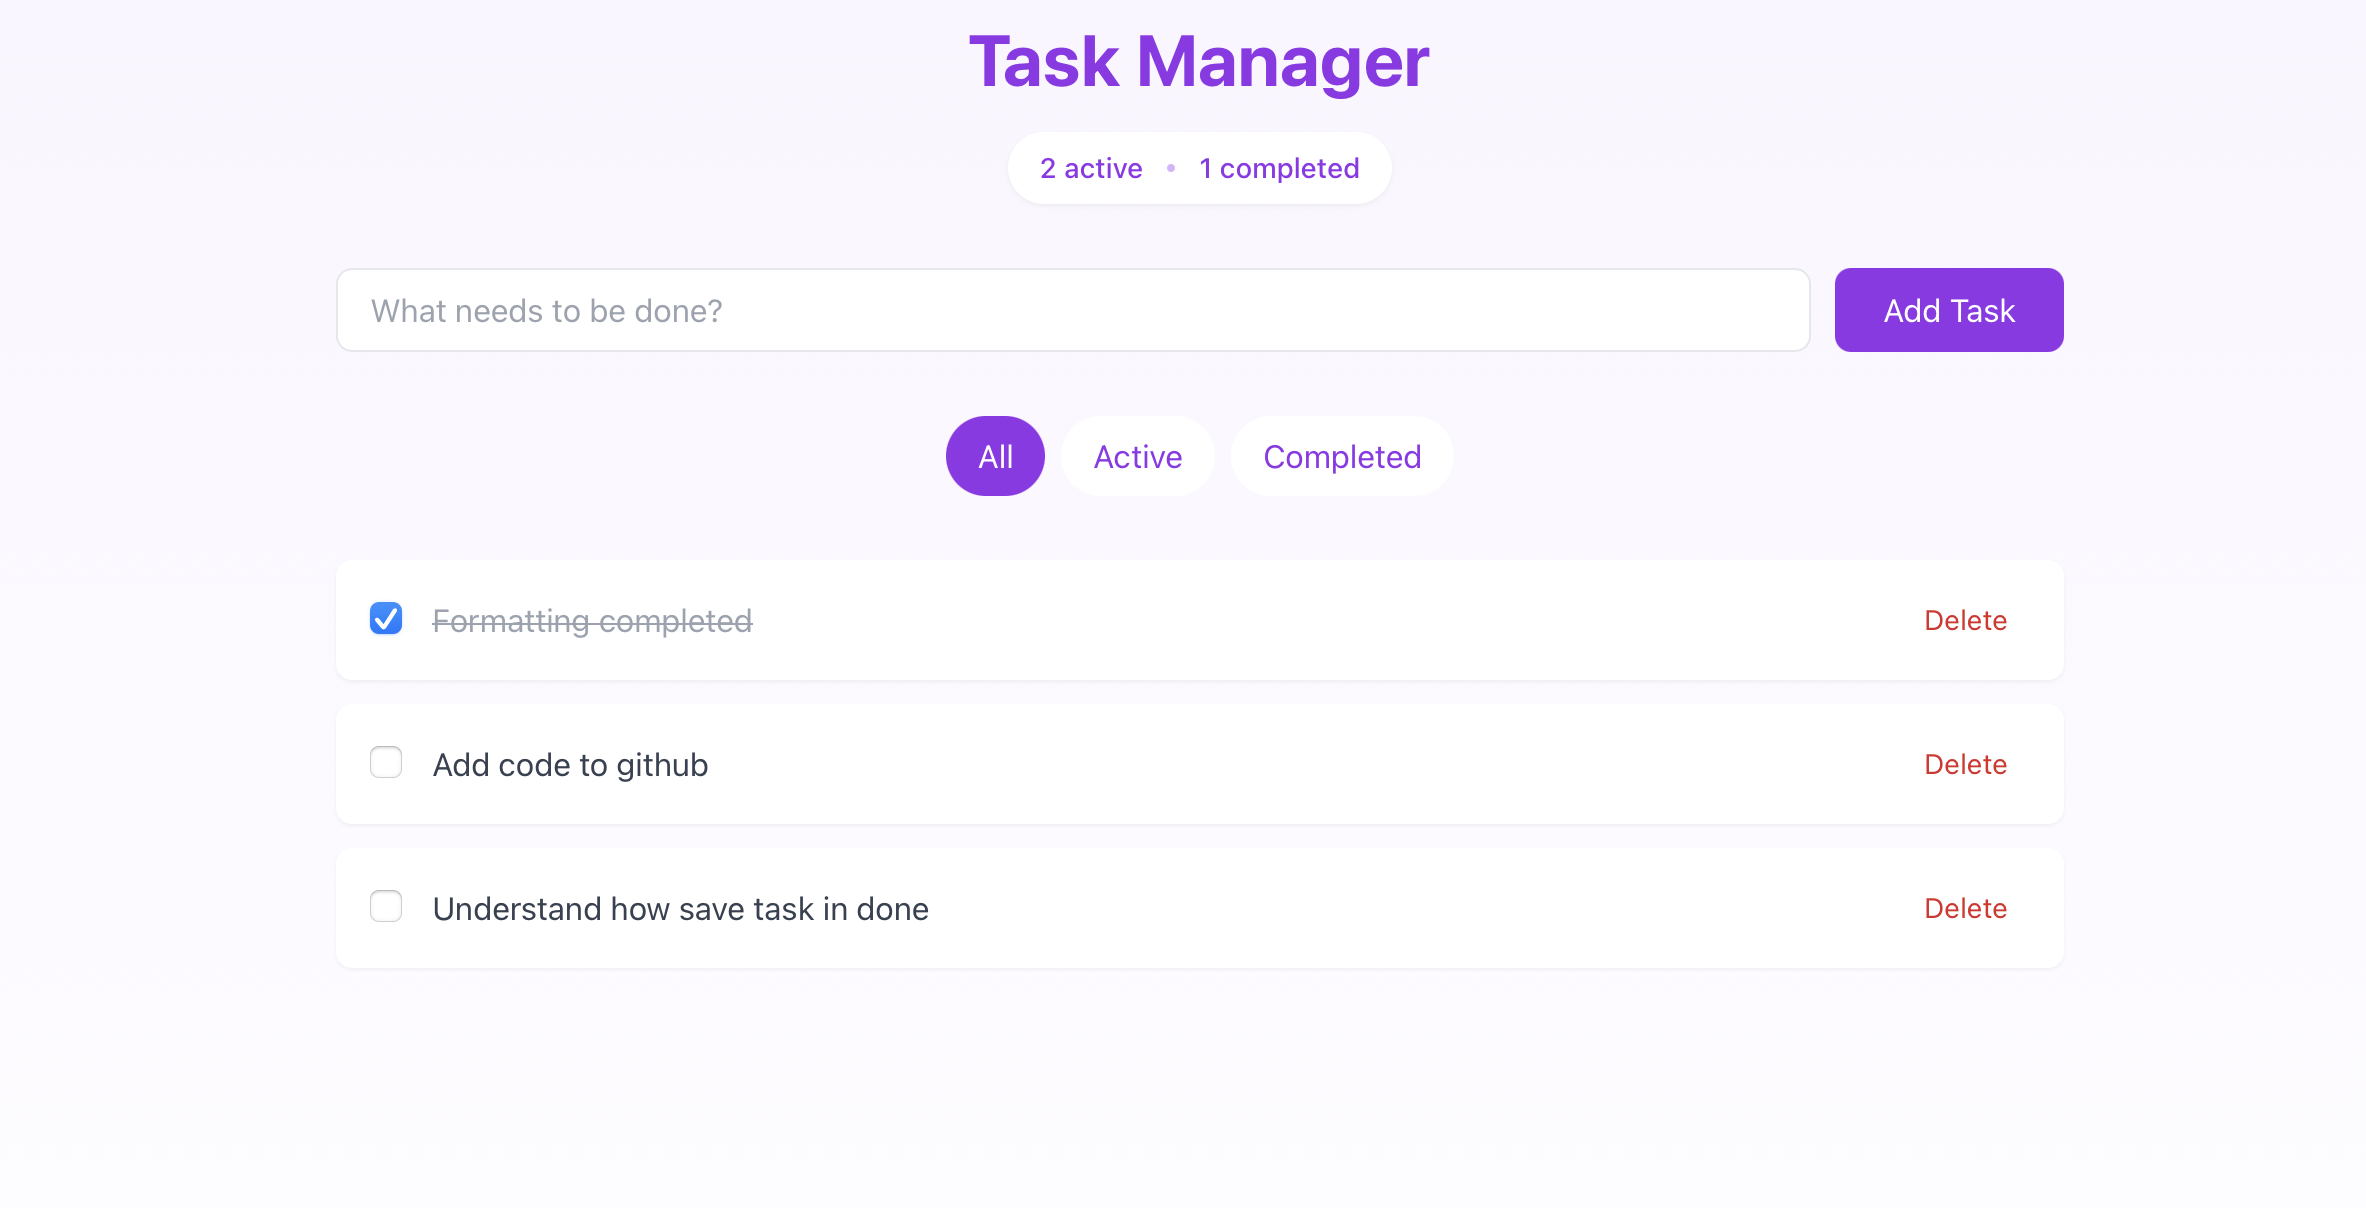 Task Manager
2 active • 1 completed
What needs to be done?
Add Task
All
Active
Completed
Formatting completed
Delete
Add code to github
Delete
Understand how save task in done
Delete